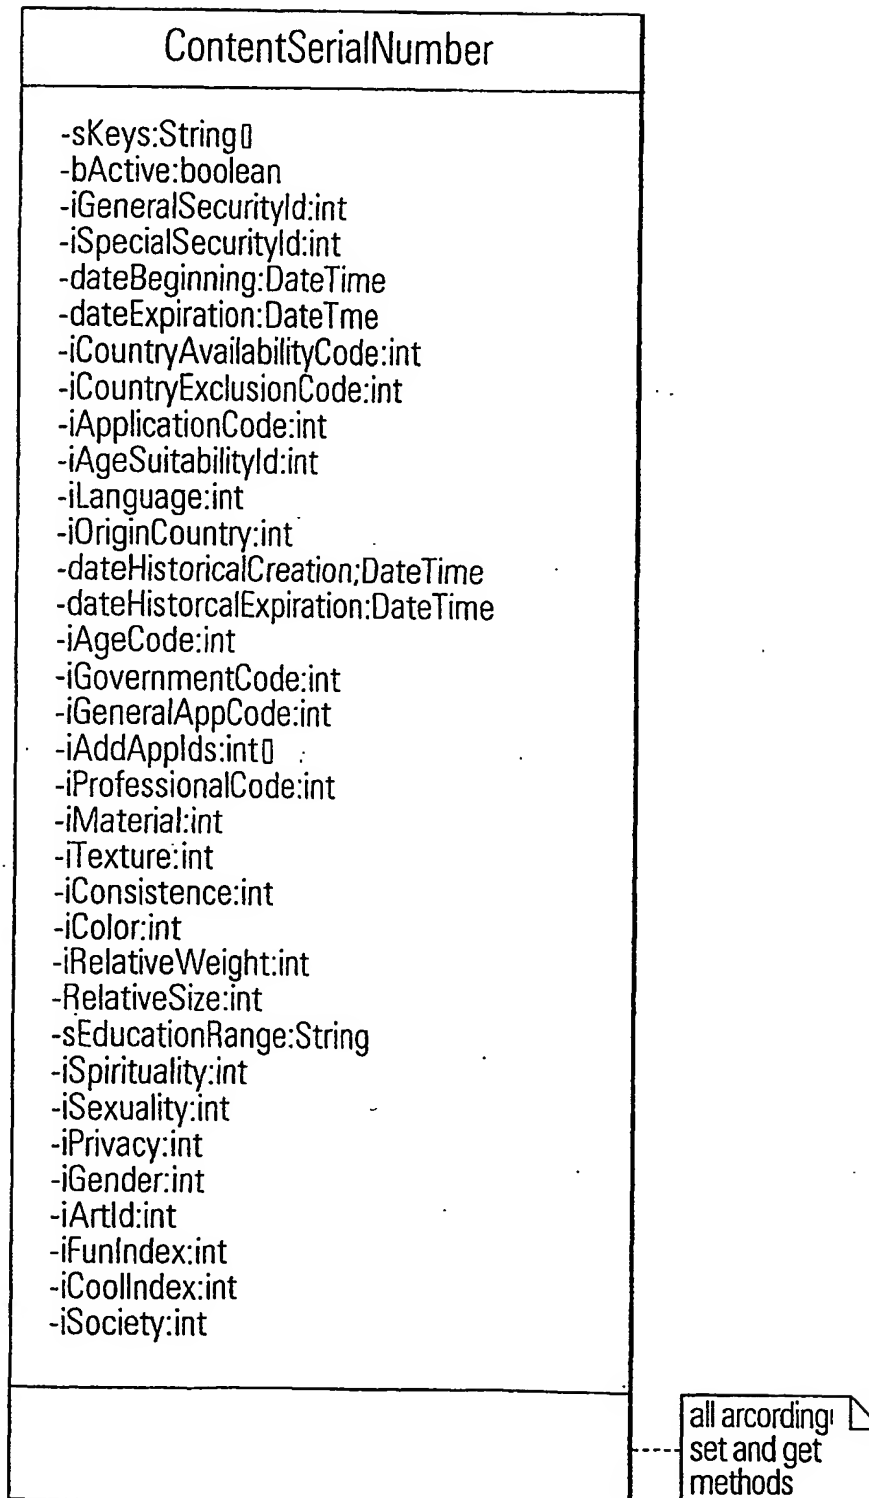 ContentSerialNumber
-sKeys:String[]
-bActive:boolean
-iGeneralSecurityId:int
-iSpecialSecurityId:int
-dateBeginning:DateTime
-dateExpiration:DateTme
-iCountryAvailabilityCode:int
-iCountryExclusionCode:int
-iApplicationCode:int
-iAgeSuitabilityId:int
-iLanguage:int
-iOriginCountry:int
-dateHistoricalCreation;DateTime
-dateHistorcalExpiration:DateTime
-iAgeCode:int
-iGovernmentCode:int
-iGeneralAppCode:int
-iAddAppIds:int[]
-iProfessionalCode:int
-iMaterial:int
-iTexture:int
-iConsistence:int
-iColor:int
-iRelativeWeight:int
-RelativeSize:int
-sEducationRange:String
-iSpirituality:int
-iSexuality:int
-iPrivacy:int
-iGender:int
-iArtId:int
-iFunIndex:int
-iCoolIndex:int
-iSociety:int
all arcording
set and get
methods